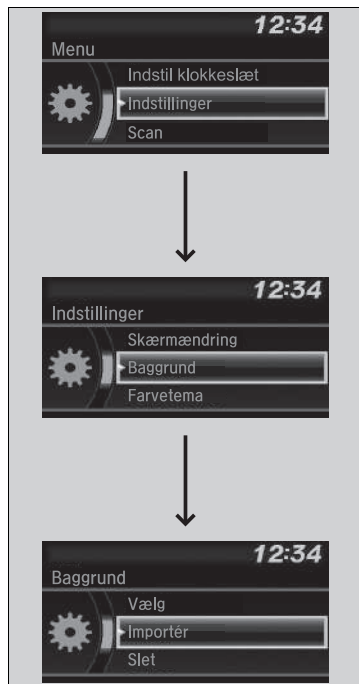 12:34
Menu
Indstil klokkeslæt
Indstillinger
Scan
12:34
Indstillinger
Skærmændring
Baggrund
Farvetema
12:34
Baggrund
Vælg
Importér
Slet